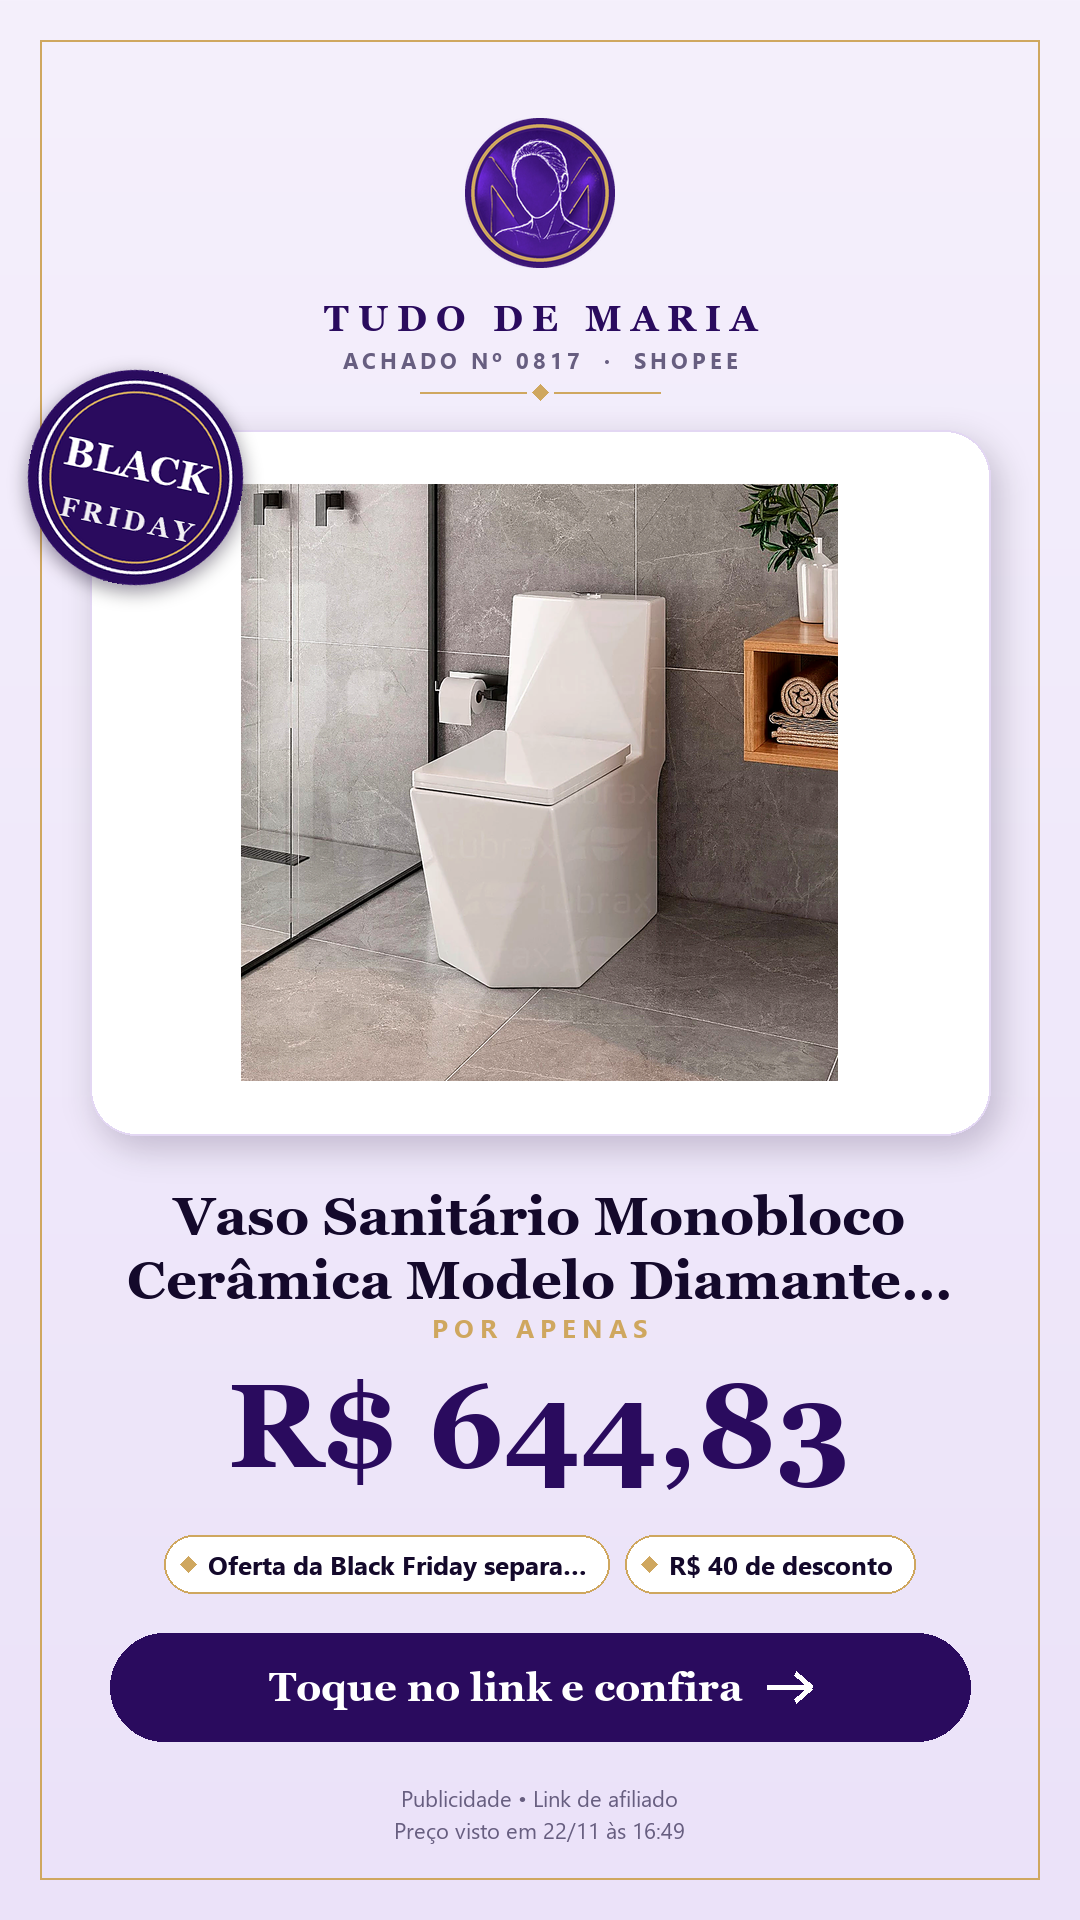 TUDO DE MARIA
ACHADO Nº 0817 · SHOPEE
BLACK
FRIDAY
lubrax
lubrax
Vaso Sanitário Monobloco
Cerâmica Modelo Diamante...
POR APENAS
R$ 644,83
Oferta da Black Friday separa...
R$ 40 de desconto
Toque no link e confira →
Publicidade • Link de afiliado
Preço visto em 22/11 às 16:49